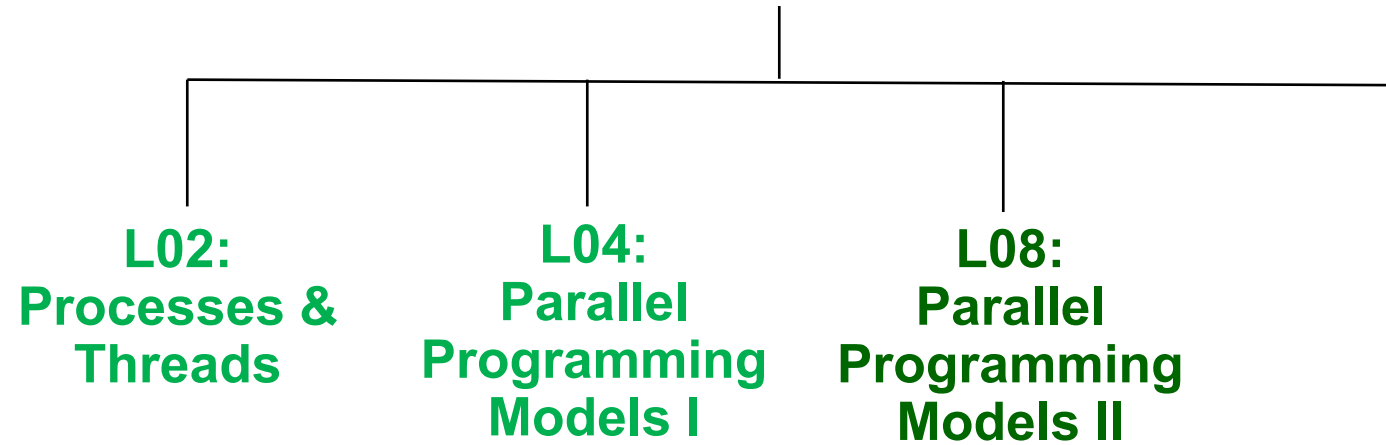 L02:
Processes &
Threads
L04:
Parallel
Programming
Models I
L08:
Parallel
Programming
Models II